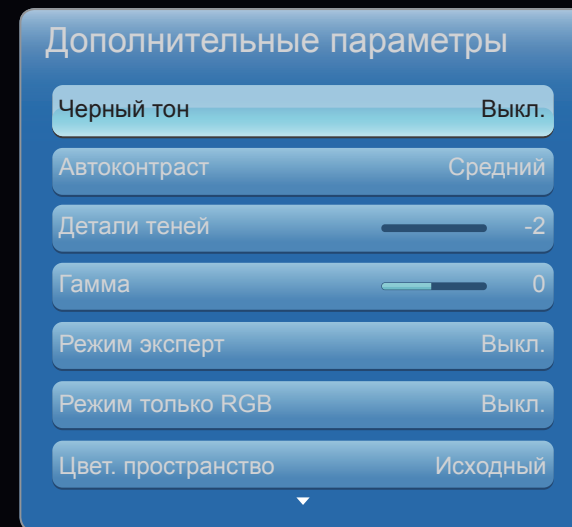 Дополнительные параметры
Черный тон Выкл.
Автоконтраст Средний
Детали теней -2
Гамма 0
Режим эксперт Выкл.
Режим только RGB Выкл.
Цвет. пространство Исходный